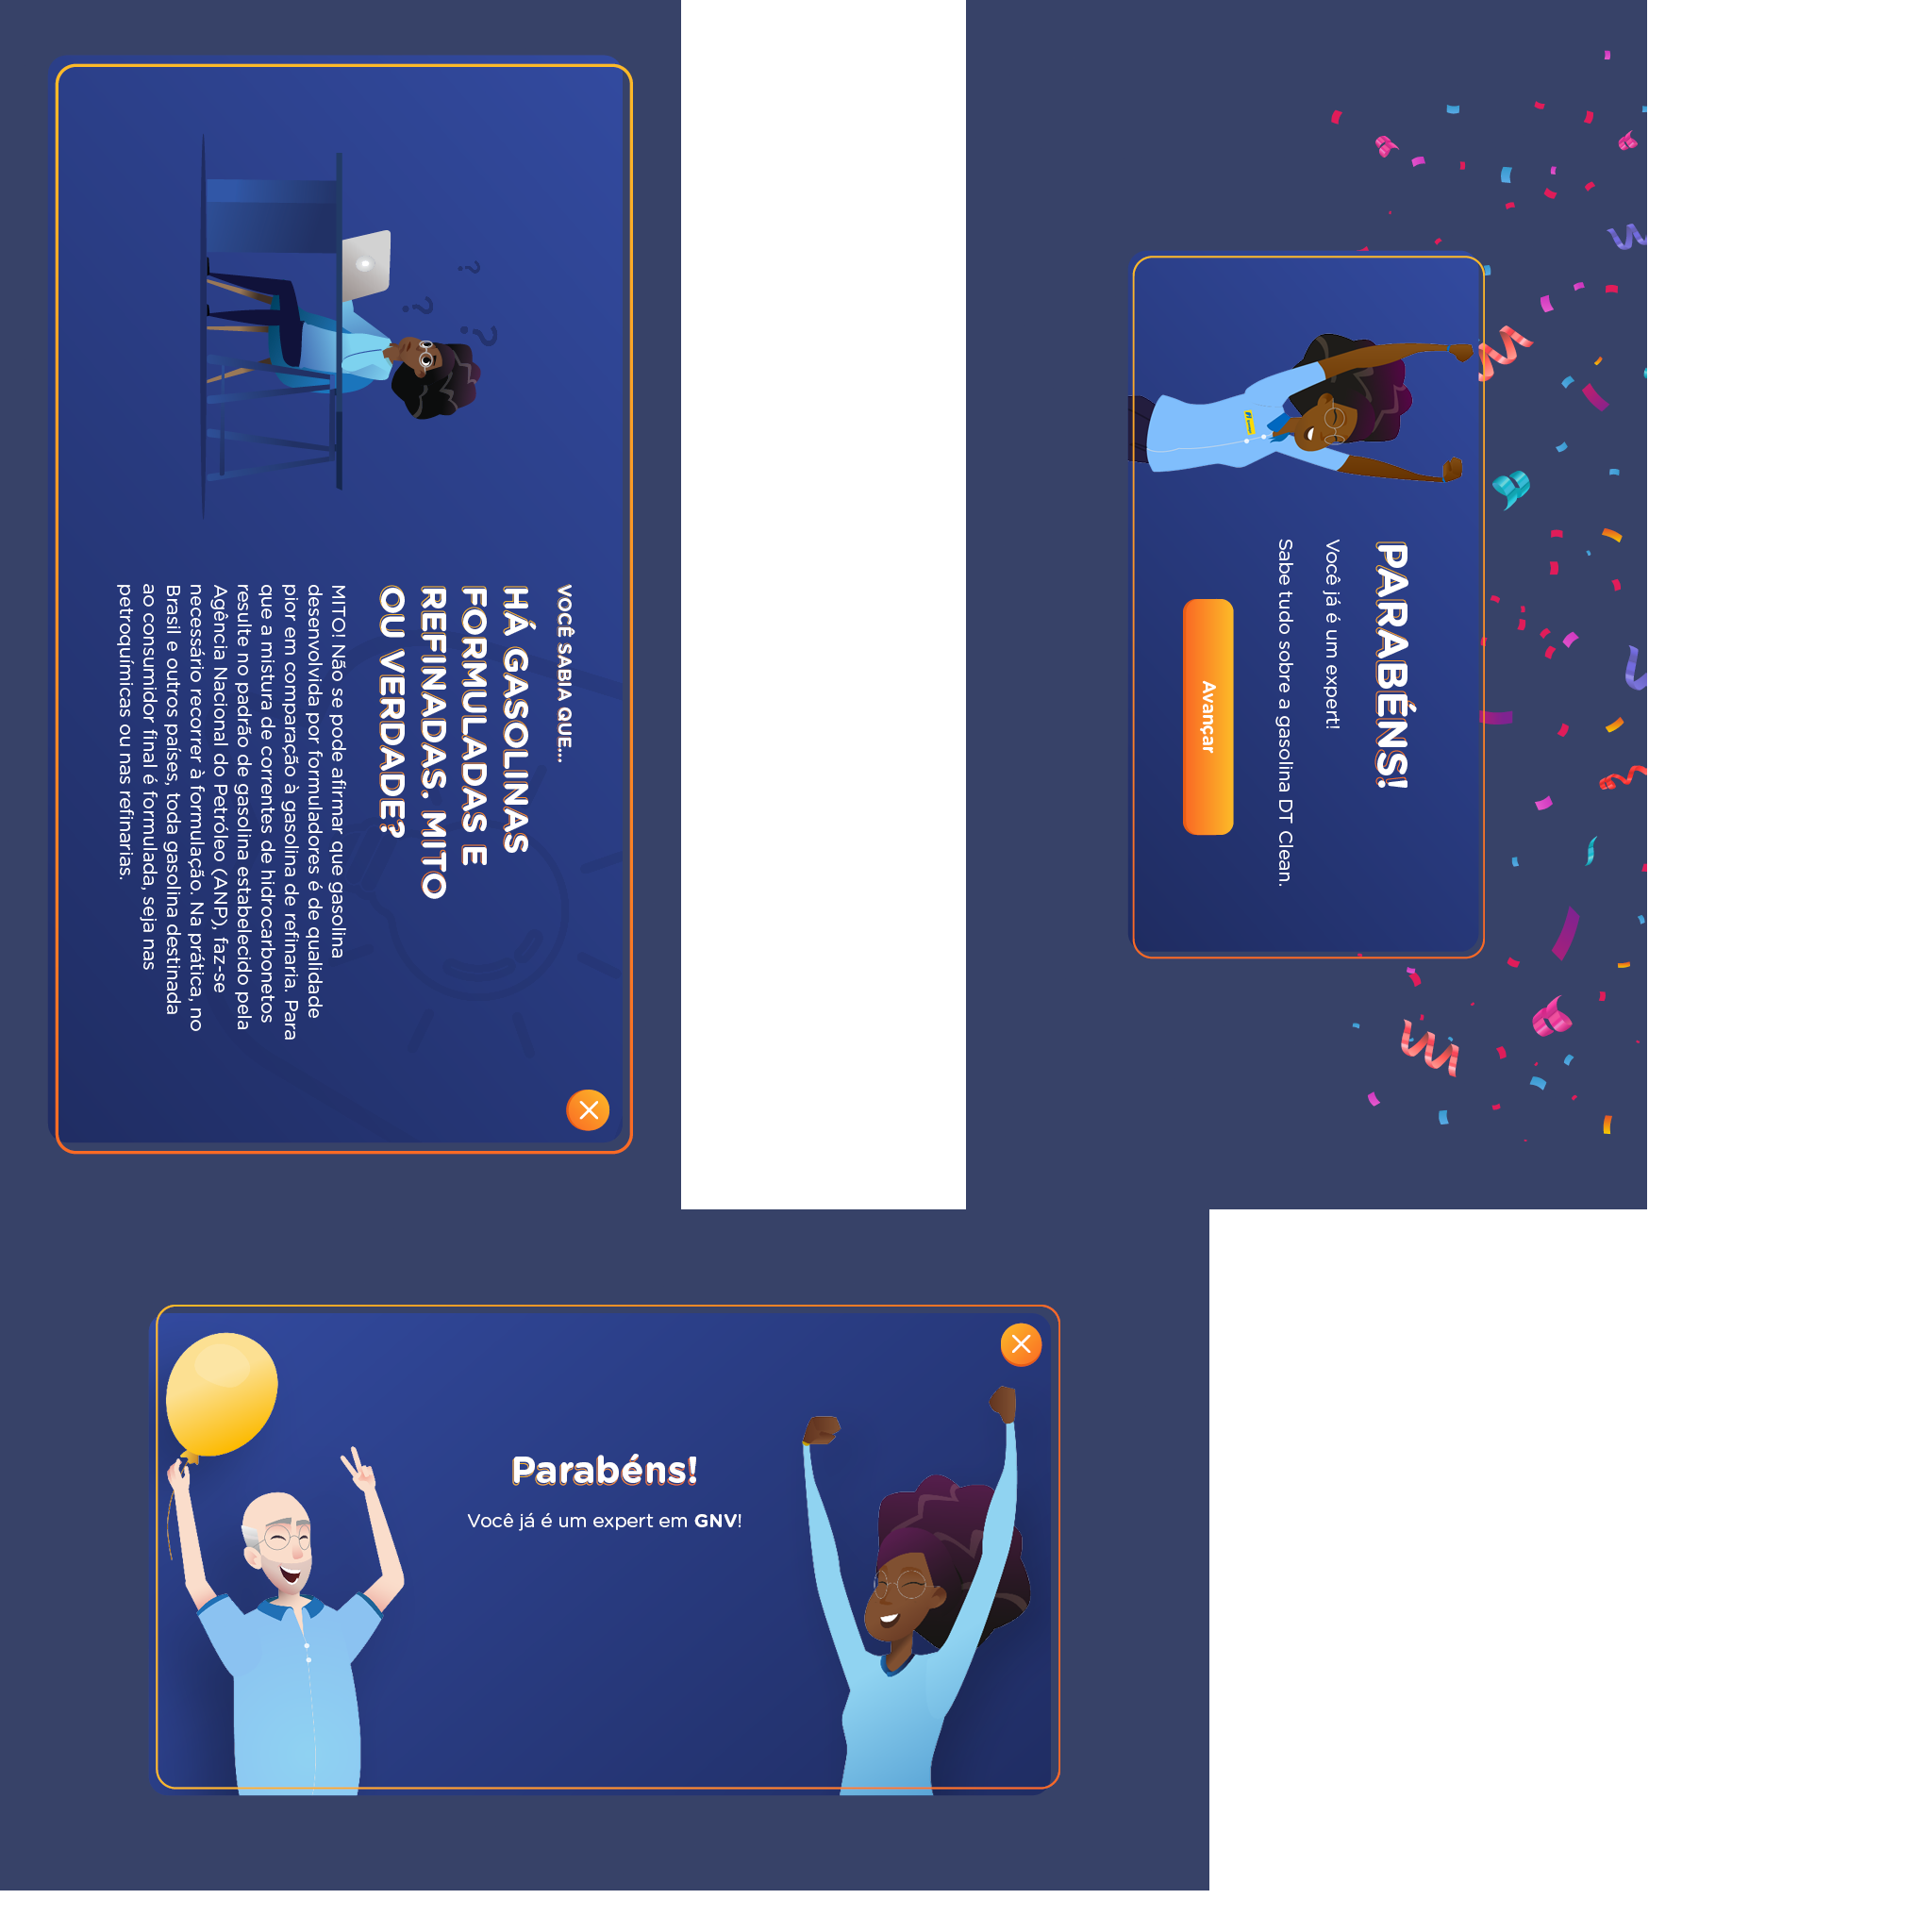 VOCÊ SABIA QUE...
HÁ GASOLINAS
FORMULADAS E
REFINADAS. MITO
OU VERDADE?
MITO! Não se pode afirmar que gasolina
desenvolvida por formuladores é de qualidade
pior em comparação à gasolina de refinaria. Para
que a mistura de correntes de hidrocarbonetos
resulte no padrão de gasolina estabelecido pela
Agência Nacional do Petróleo (ANP), faz-se
necessário recorrer à formulação. Na prática, no
Brasil e outros países, toda gasolina destinada
ao consumidor final é formulada, seja nas
petroquímicas ou nas refinarias.
PARABÉNS!
Você já é um expert!
Sabe tudo sobre a gasolina DT Clean.
Avançar
Parabéns!
Você já é um expert em GNV!